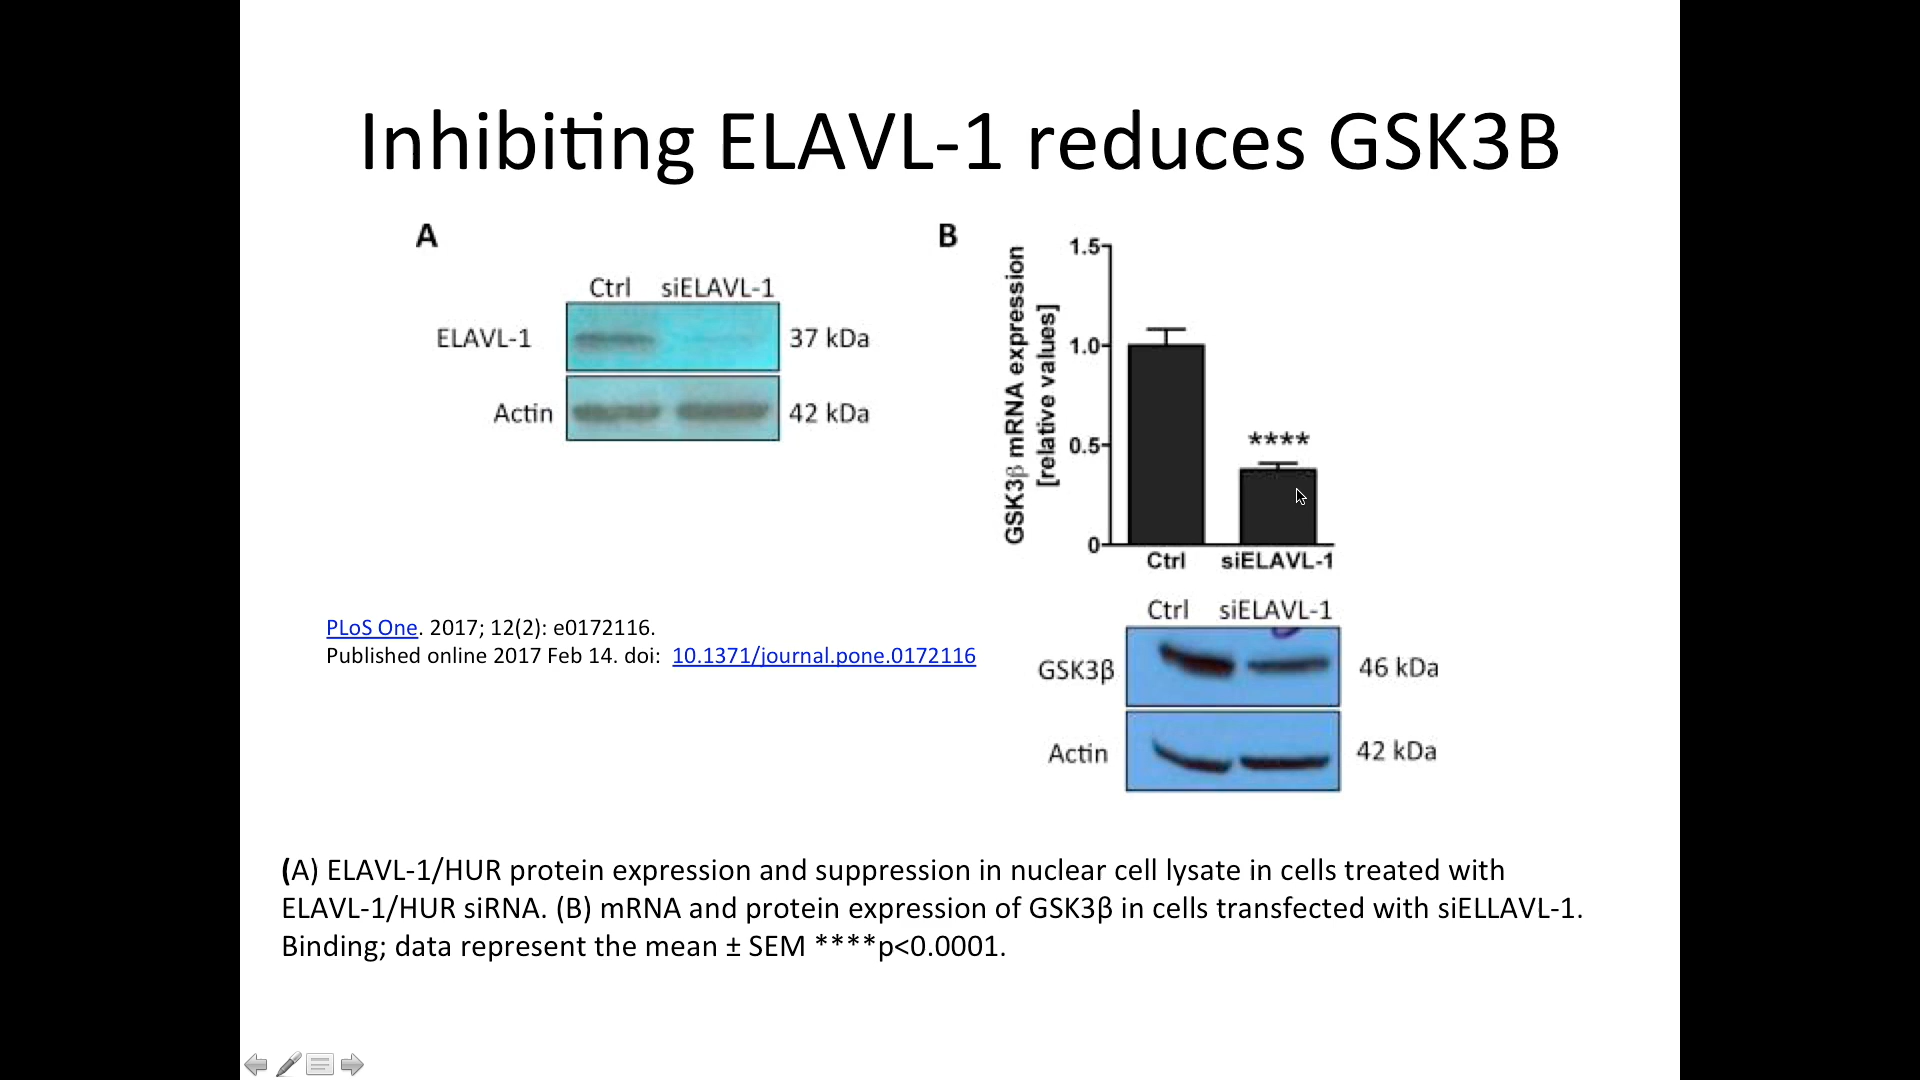 Inhibiting ELAVL-1 reduces GSK3B
A
Ctrl siELAVL-1
ELAVL-1 37 kDa
Actin 42 kDa
B
GSK3β mRNA expression
[relative values]
1.5
1.0
0.5
0
****
Ctrl siELAVL-1
Ctrl siELAVL-1
GSK3β 46 kDa
Actin 42 kDa
PLoS One. 2017; 12(2): e0172116.
Published online 2017 Feb 14. doi: 10.1371/journal.pone.0172116
(A) ELAVL-1/HUR protein expression and suppression in nuclear cell lysate in cells treated with
ELAVL-1/HUR siRNA. (B) mRNA and protein expression of GSK3β in cells transfected with siELLAVL-1.
Binding; data represent the mean ± SEM ****p<0.0001.